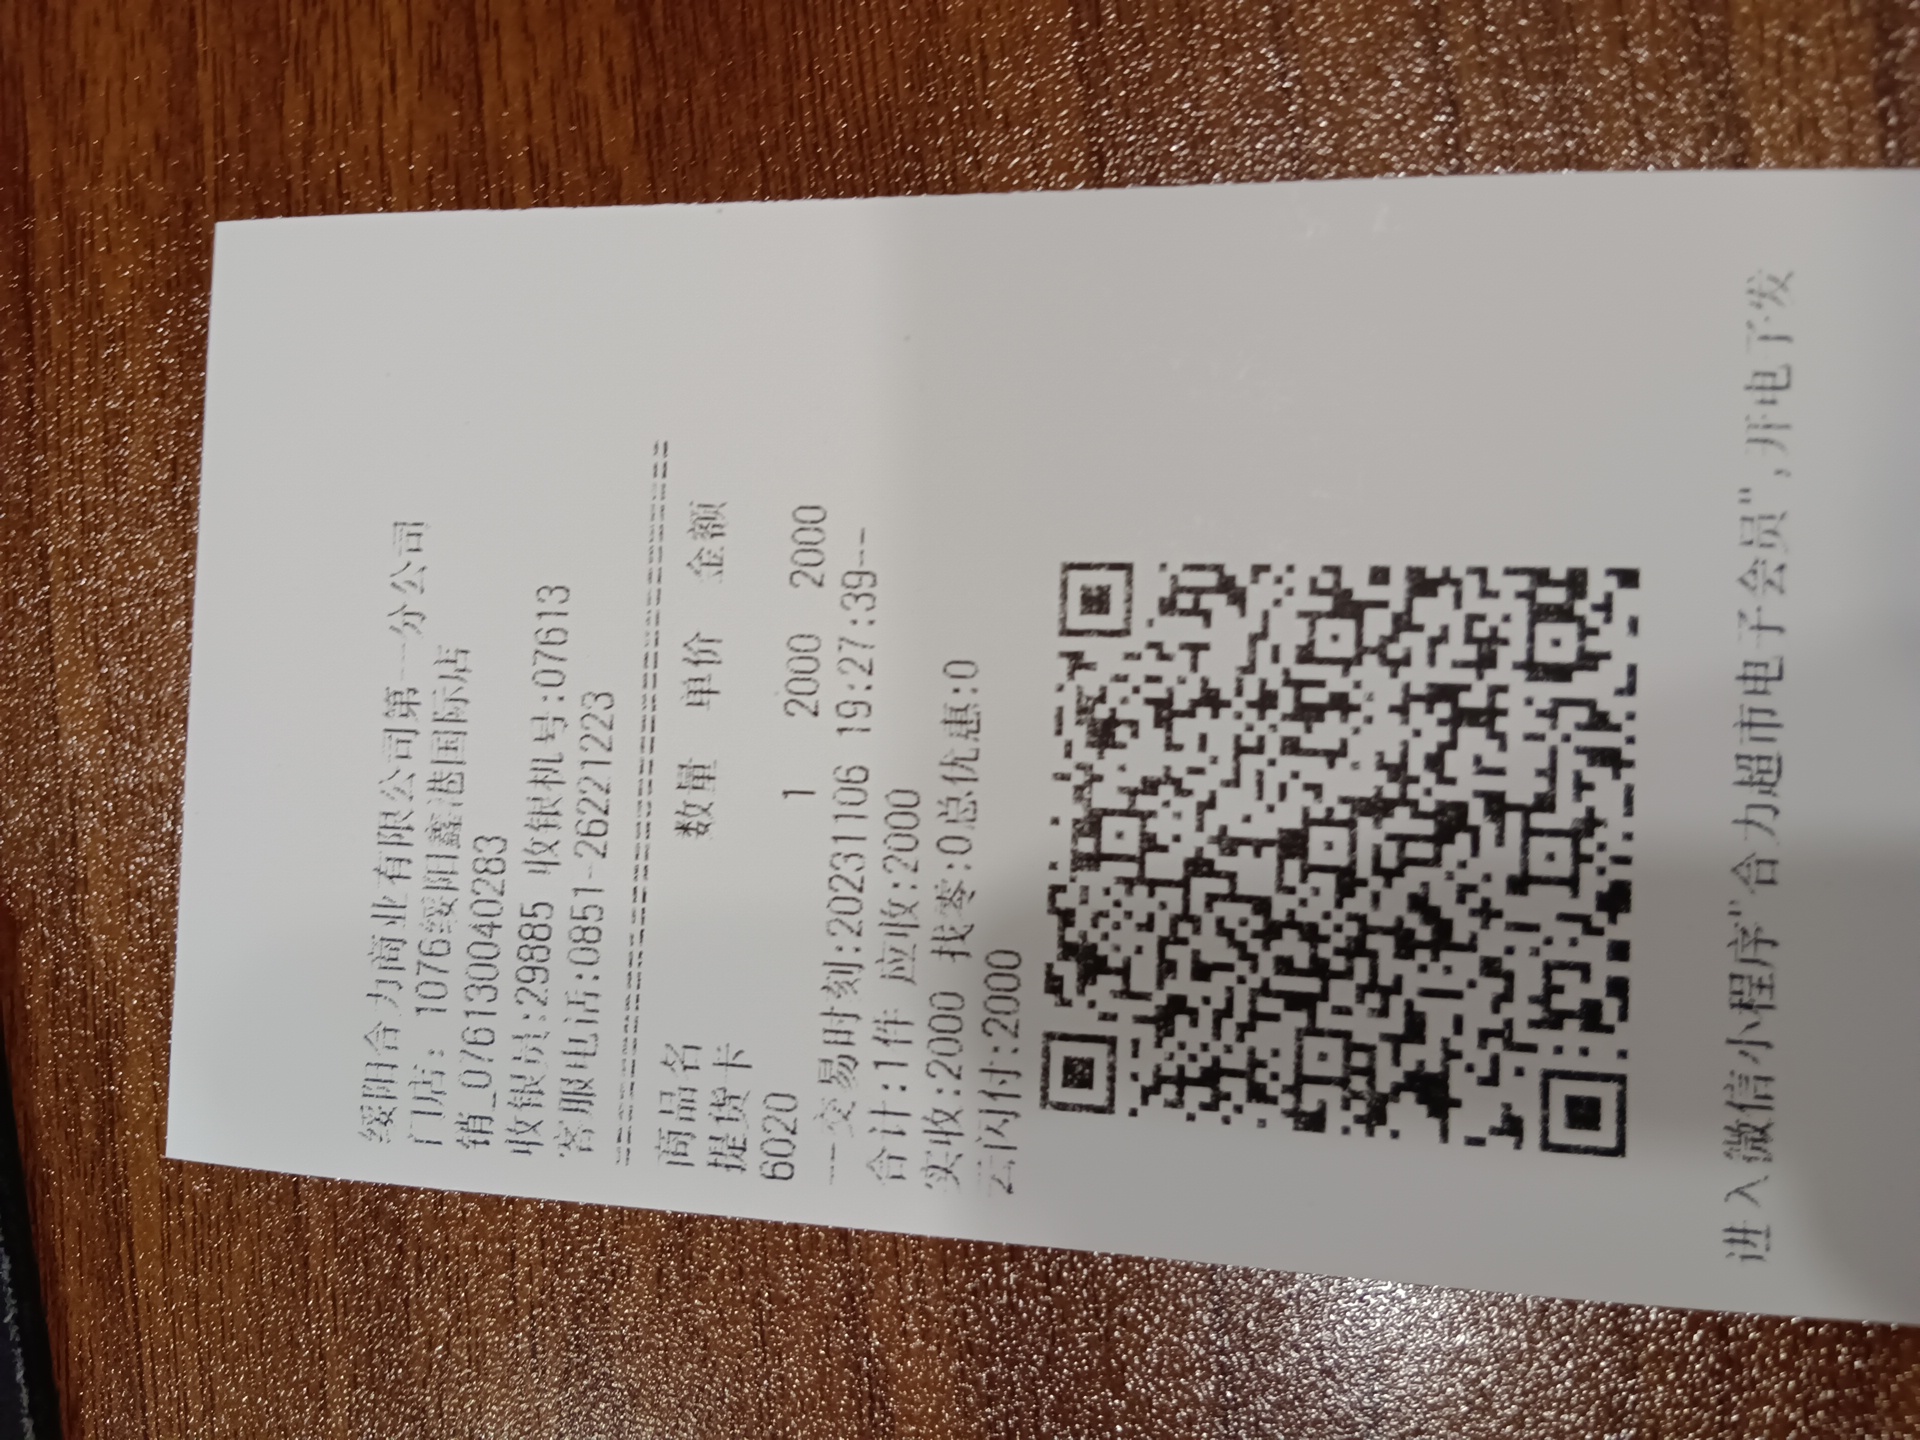 绥阳合力商业有限公司第一分公司
门店: 1076绥阳鑫港国际店
销_076130040283
收银员:29885 收银机号:07613
客服电话:0851-26221223
商品名 数量 单价 金额
提货卡
6020 1 2000 2000
--交易时刻:20231106 19:27:39--
合计:1件 应收:2000
实收:2000 找零:0总优惠:0
云闪付:2000
进入微信小程序"合力超市电子会员",开电子发